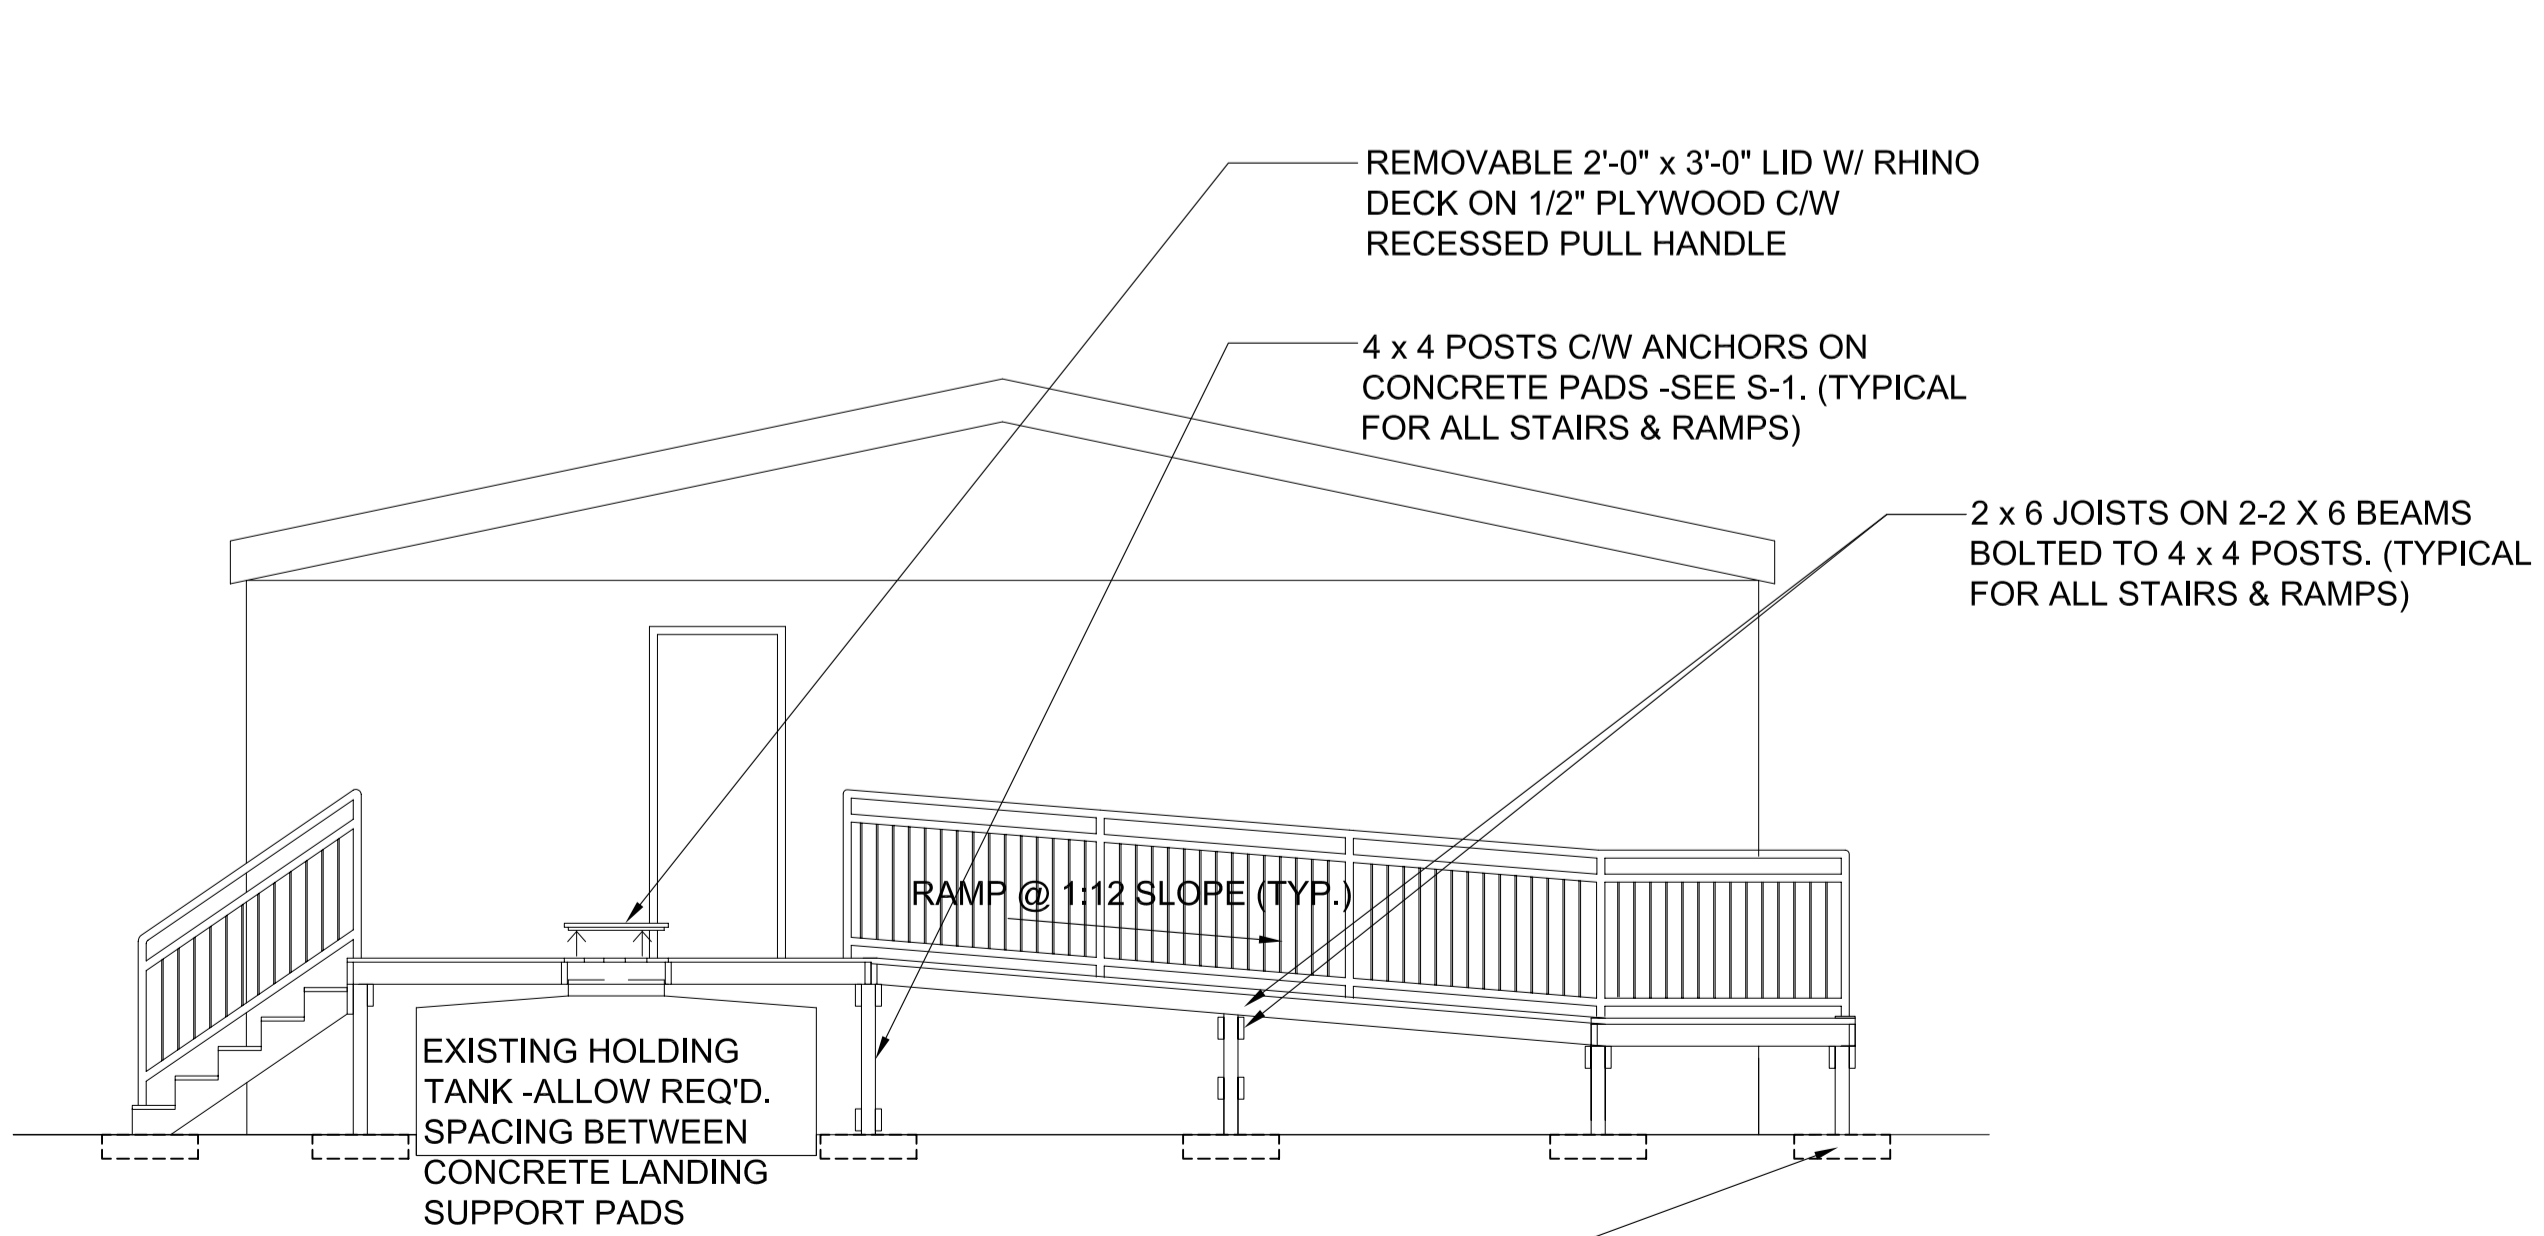 REMOVABLE 2'-0" x 3'-0" LID W/ RHINO
DECK ON 1/2" PLYWOOD C/W
RECESSED PULL HANDLE
4 x 4 POSTS C/W ANCHORS ON
CONCRETE PADS -SEE S-1. (TYPICAL
FOR ALL STAIRS & RAMPS)
2 x 6 JOISTS ON 2-2 X 6 BEAMS
BOLTED TO 4 x 4 POSTS. (TYPICAL
FOR ALL STAIRS & RAMPS)
RAMP @ 1:12 SLOPE (TYP.)
EXISTING HOLDING
TANK -ALLOW REQ'D.
SPACING BETWEEN
CONCRETE LANDING
SUPPORT PADS